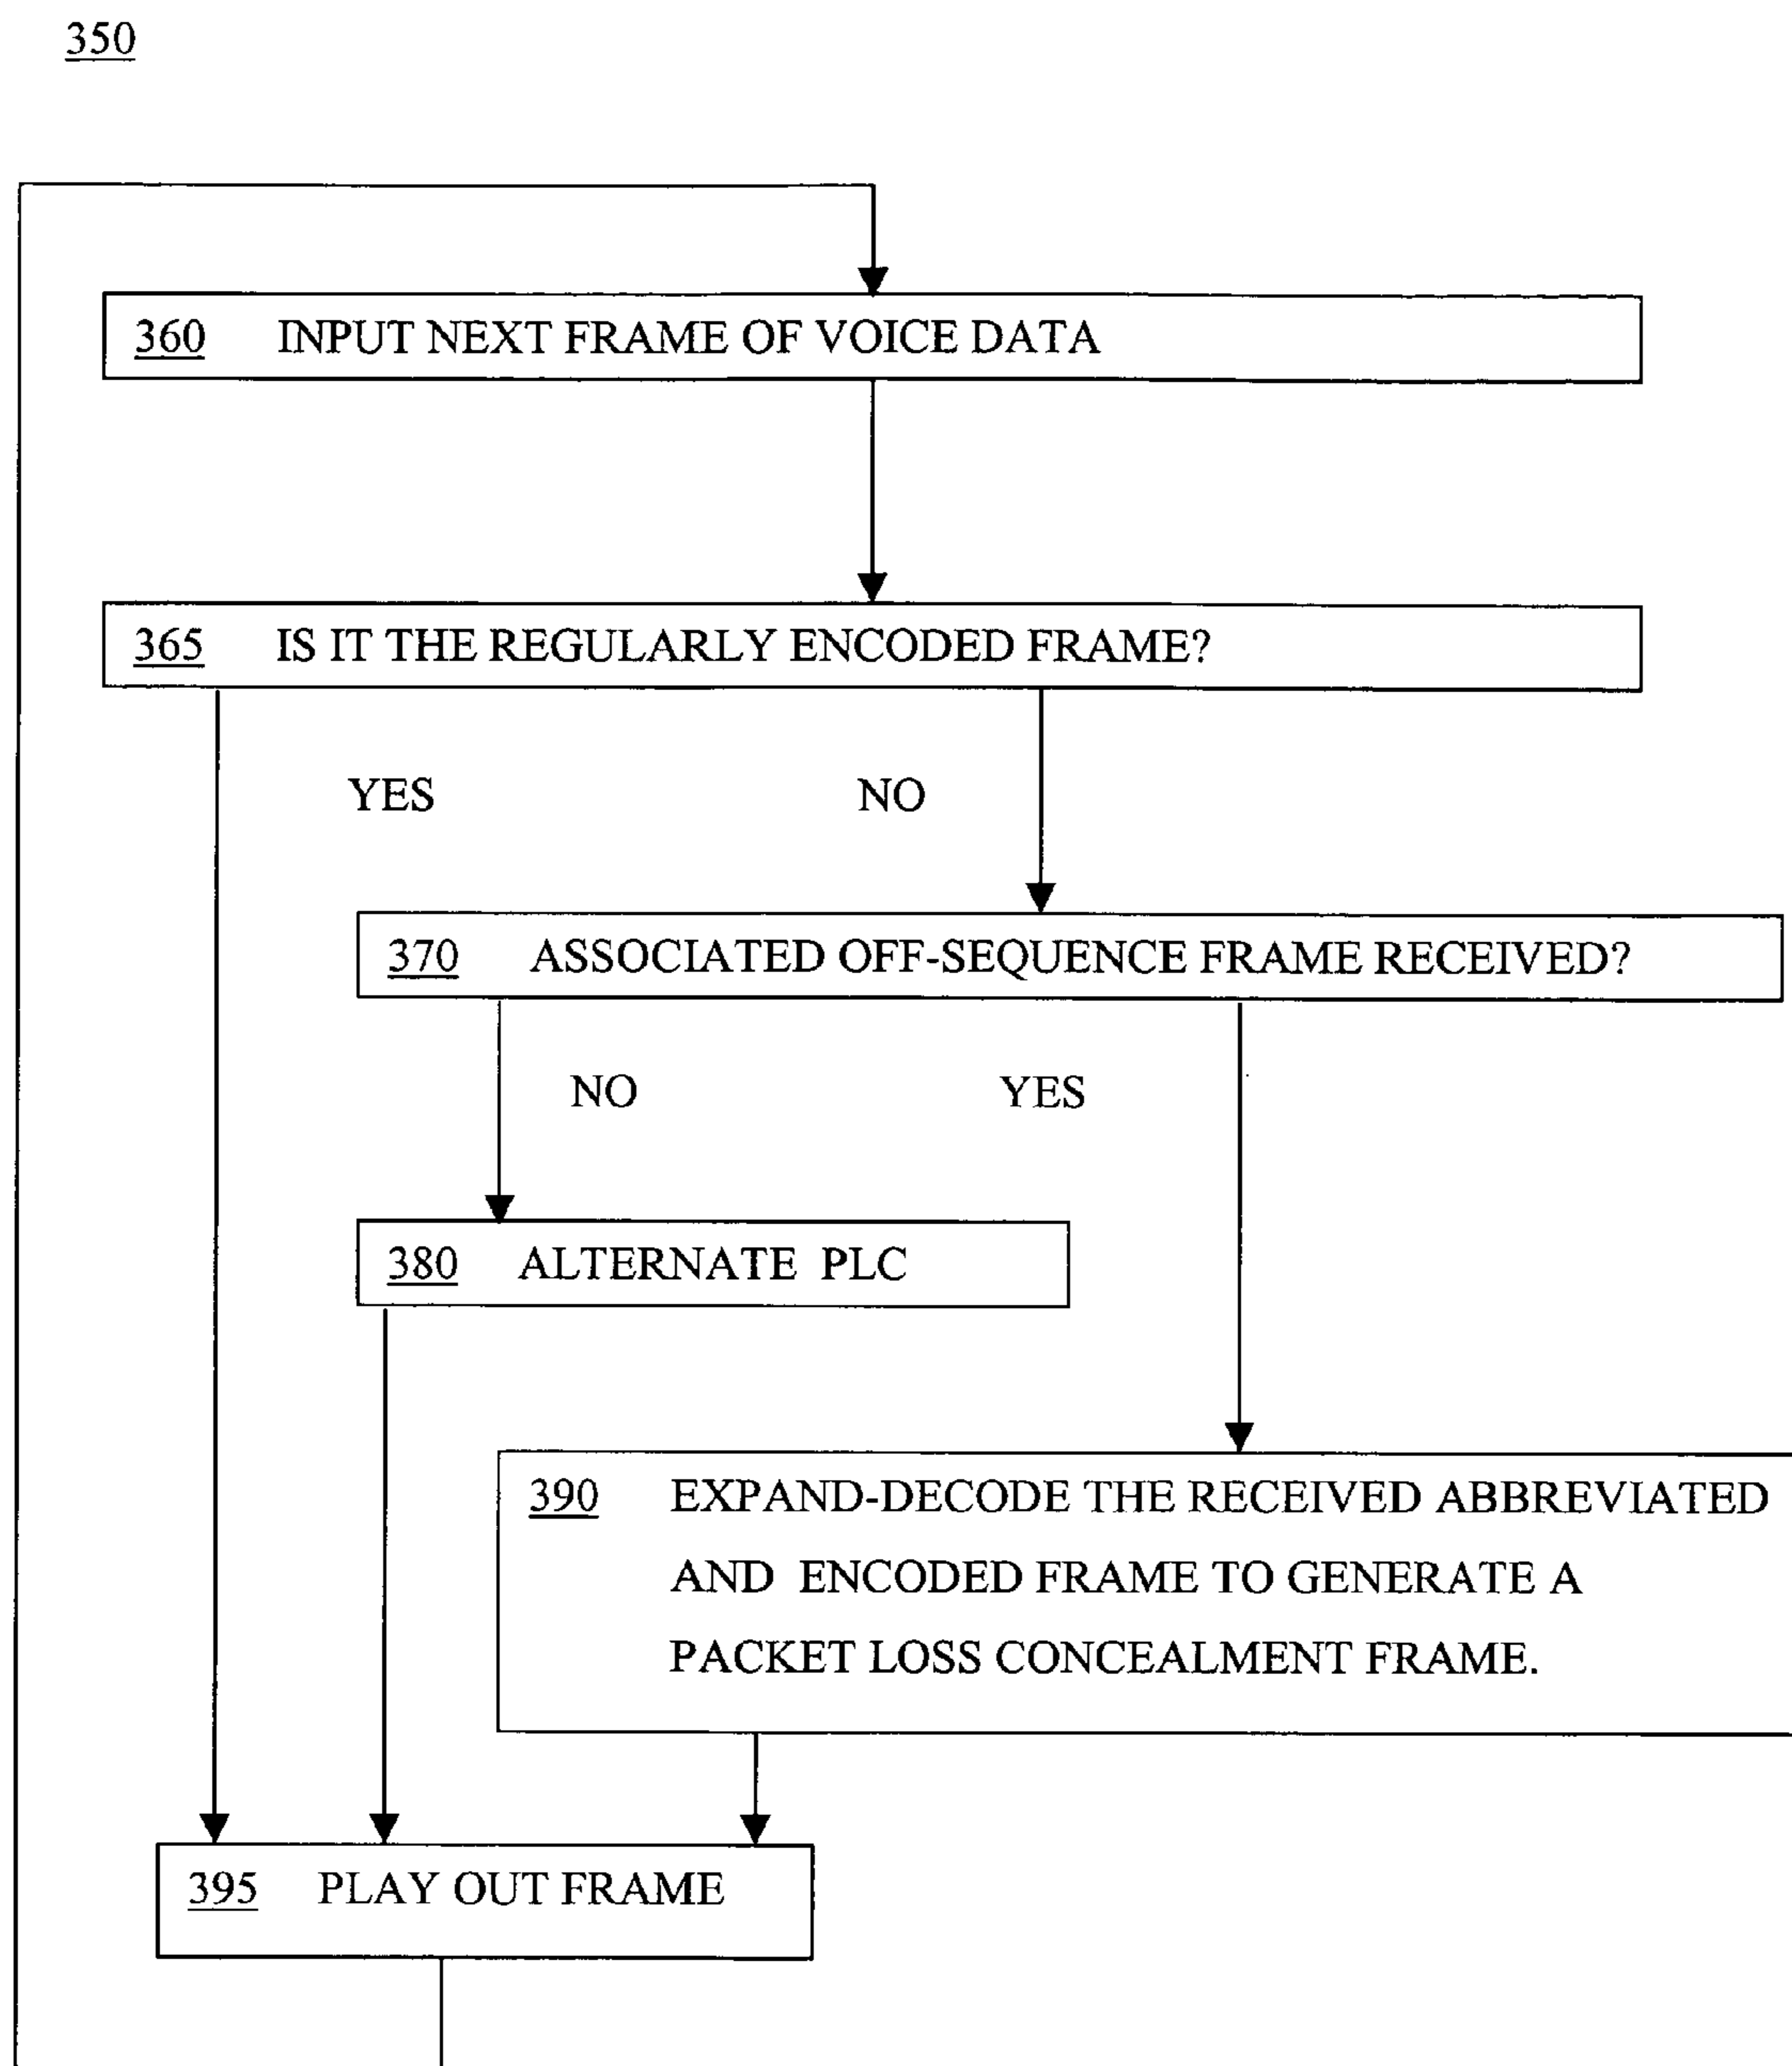 350
360 INPUT NEXT FRAME OF VOICE DATA
365 IS IT THE REGULARLY ENCODED FRAME?
YES NO
370 ASSOCIATED OFF-SEQUENCE FRAME RECEIVED?
NO YES
380 ALTERNATE PLC
390 EXPAND-DECODE THE RECEIVED ABBREVIATED
AND ENCODED FRAME TO GENERATE A
PACKET LOSS CONCEALMENT FRAME.
395 PLAY OUT FRAME